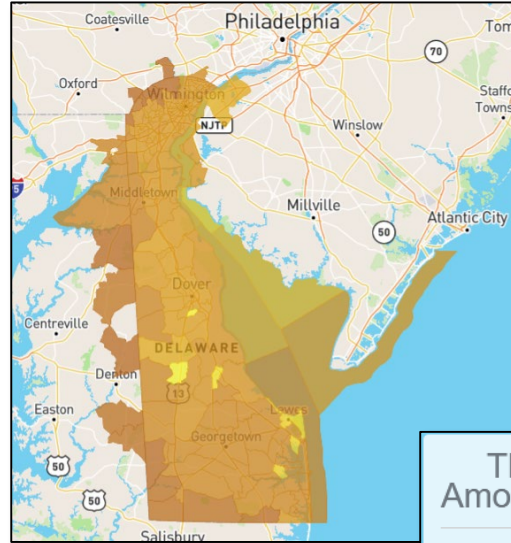 Coatesville
Philadelphia
70
Tom
Oxford
Wilmington
Staffo
Towns
NJTP
Winslow
5
Middletown
Millville
50
Atlantic City
Dover
Centreville
DELAWARE
Denton
13
Easton
Lewes
50
Georgetown
50
Salisbury
Th
Amo